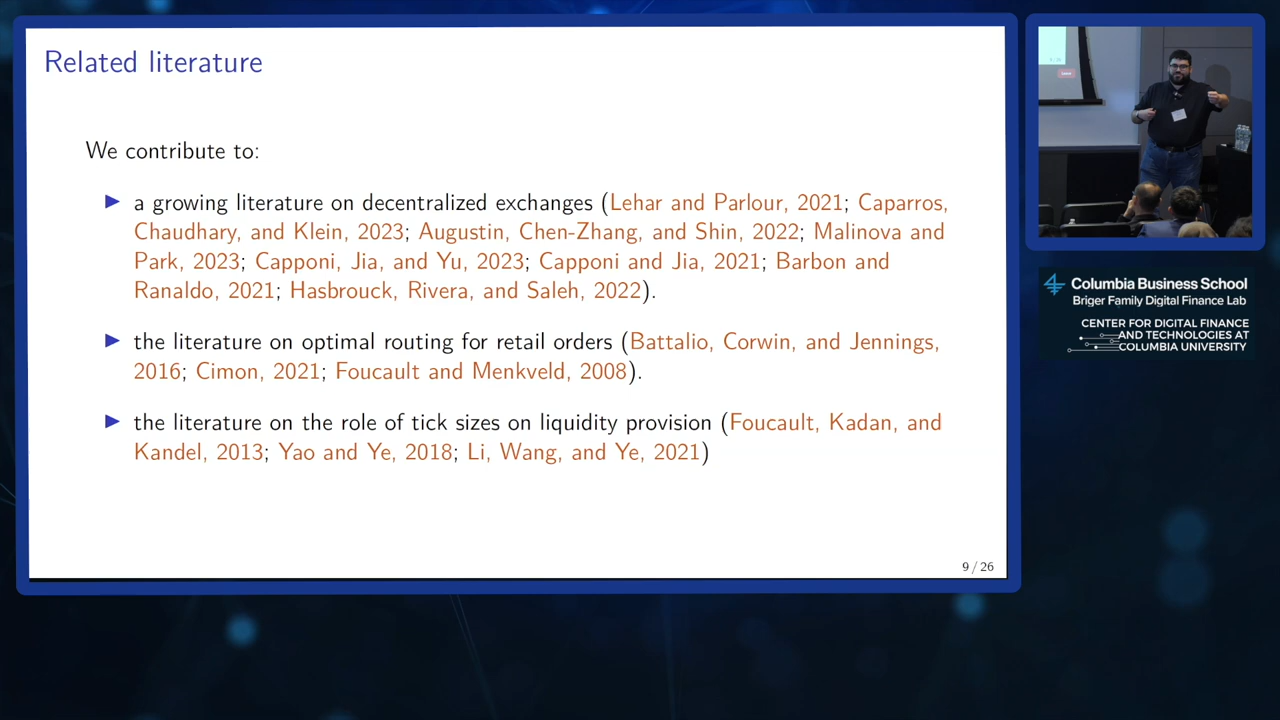 Related literature
We contribute to:
▶ a growing literature on decentralized exchanges (Lehar and Parlour, 2021; Caparros,
Chaudhary, and Klein, 2023; Augustin, Chen-Zhang, and Shin, 2022; Malinova and
Park, 2023; Capponi, Jia, and Yu, 2023; Capponi and Jia, 2021; Barbon and
Ranaldo, 2021; Hasbrouck, Rivera, and Saleh, 2022).
▶ the literature on optimal routing for retail orders (Battalio, Corwin, and Jennings,
2016; Cimon, 2021; Foucault and Menkveld, 2008).
▶ the literature on the role of tick sizes on liquidity provision (Foucault, Kadan, and
Kandel, 2013; Yao and Ye, 2018; Li, Wang, and Ye, 2021)
9 / 26
Columbia Business School
Briger Family Digital Finance Lab
CENTER FOR DIGITAL FINANCE
AND TECHNOLOGIES AT
COLUMBIA UNIVERSITY